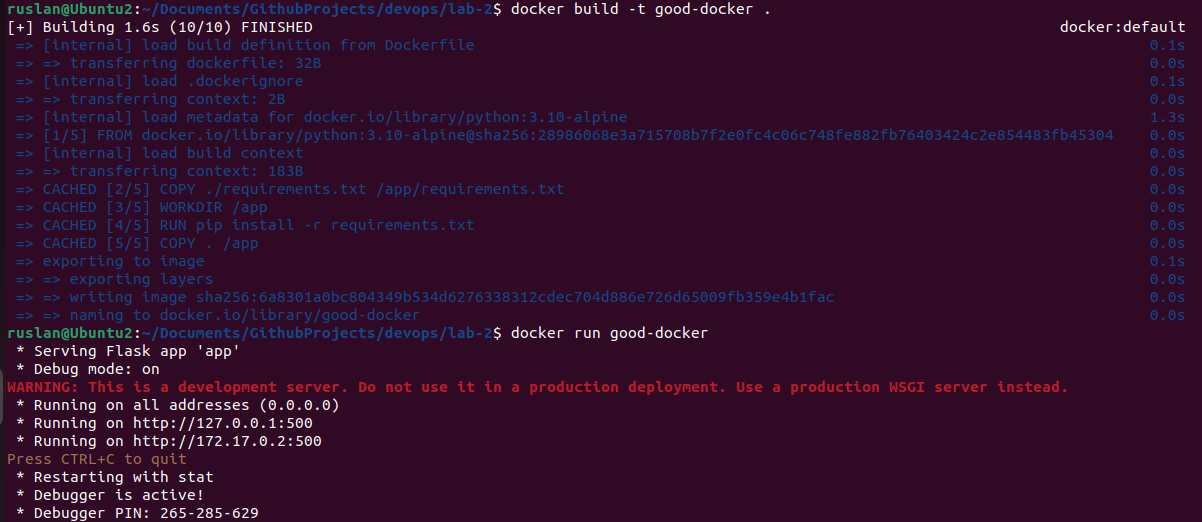 ruslan@Ubuntu2:~/Documents/GithubProjects/devops/lab-2$ docker build -t good-docker .
[+] Building 1.6s (10/10) FINISHED docker:default
=> [internal] load build definition from Dockerfile 0.1s
=> => transferring dockerfile: 32B 0.0s
=> [internal] load .dockerignore 0.1s
=> => transferring context: 2B 0.0s
=> [internal] load metadata for docker.io/library/python:3.10-alpine 1.3s
=> [1/5] FROM docker.io/library/python:3.10-alpine@sha256:28986068e3a715708b7f2e0fc4c06c748fe882fb76403424c2e854483fb45304 0.0s
=> [internal] load build context 0.0s
=> => transferring context: 183B 0.0s
=> CACHED [2/5] COPY ./requirements.txt /app/requirements.txt 0.0s
=> CACHED [3/5] WORKDIR /app 0.0s
=> CACHED [4/5] RUN pip install -r requirements.txt 0.0s
=> CACHED [5/5] COPY . /app 0.0s
=> exporting to image 0.1s
=> => exporting layers 0.0s
=> => writing image sha256:6a8301a0bc804349b534d6276338312cdec704d886e726d65009fb359e4b1fac 0.0s
=> => naming to docker.io/library/good-docker 0.0s
ruslan@Ubuntu2:~/Documents/GithubProjects/devops/lab-2$ docker run good-docker
* Serving Flask app 'app'
* Debug mode: on
WARNING: This is a development server. Do not use it in a production deployment. Use a production WSGI server instead.
* Running on all addresses (0.0.0.0)
* Running on http://127.0.0.1:500
* Running on http://172.17.0.2:500
Press CTRL+C to quit
* Restarting with stat
* Debugger is active!
* Debugger PIN: 265-285-629